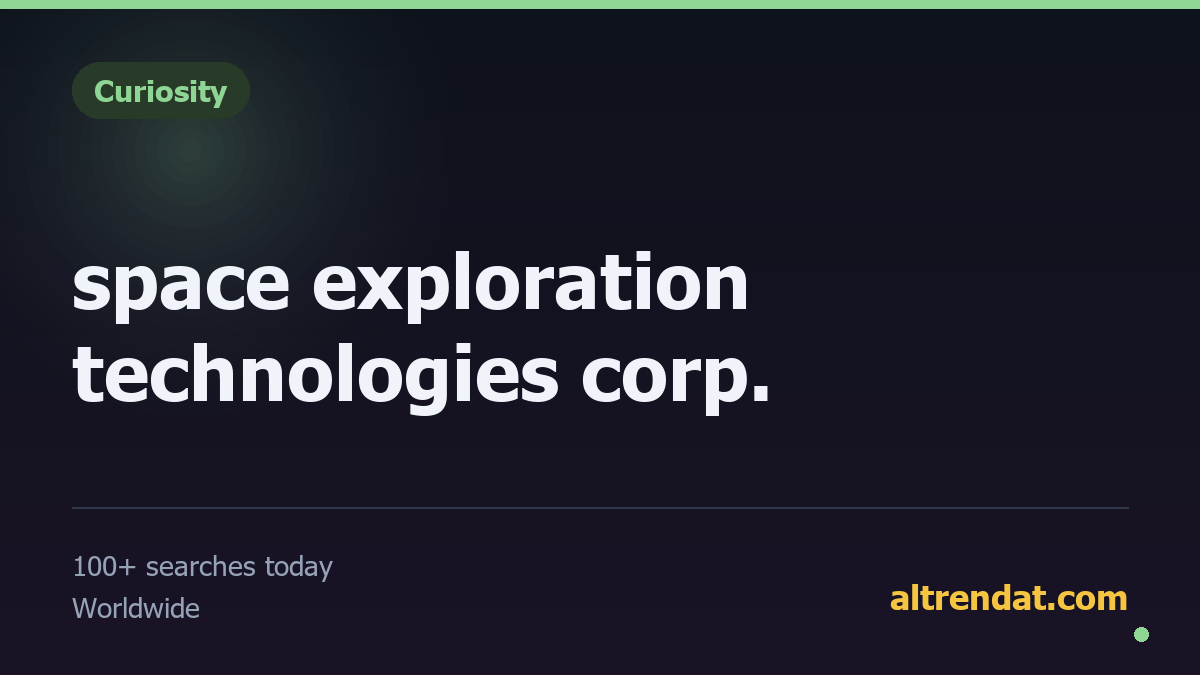 Curiosity
space exploration
technologies corp.
100+ searches today
Worldwide
altrendat.com